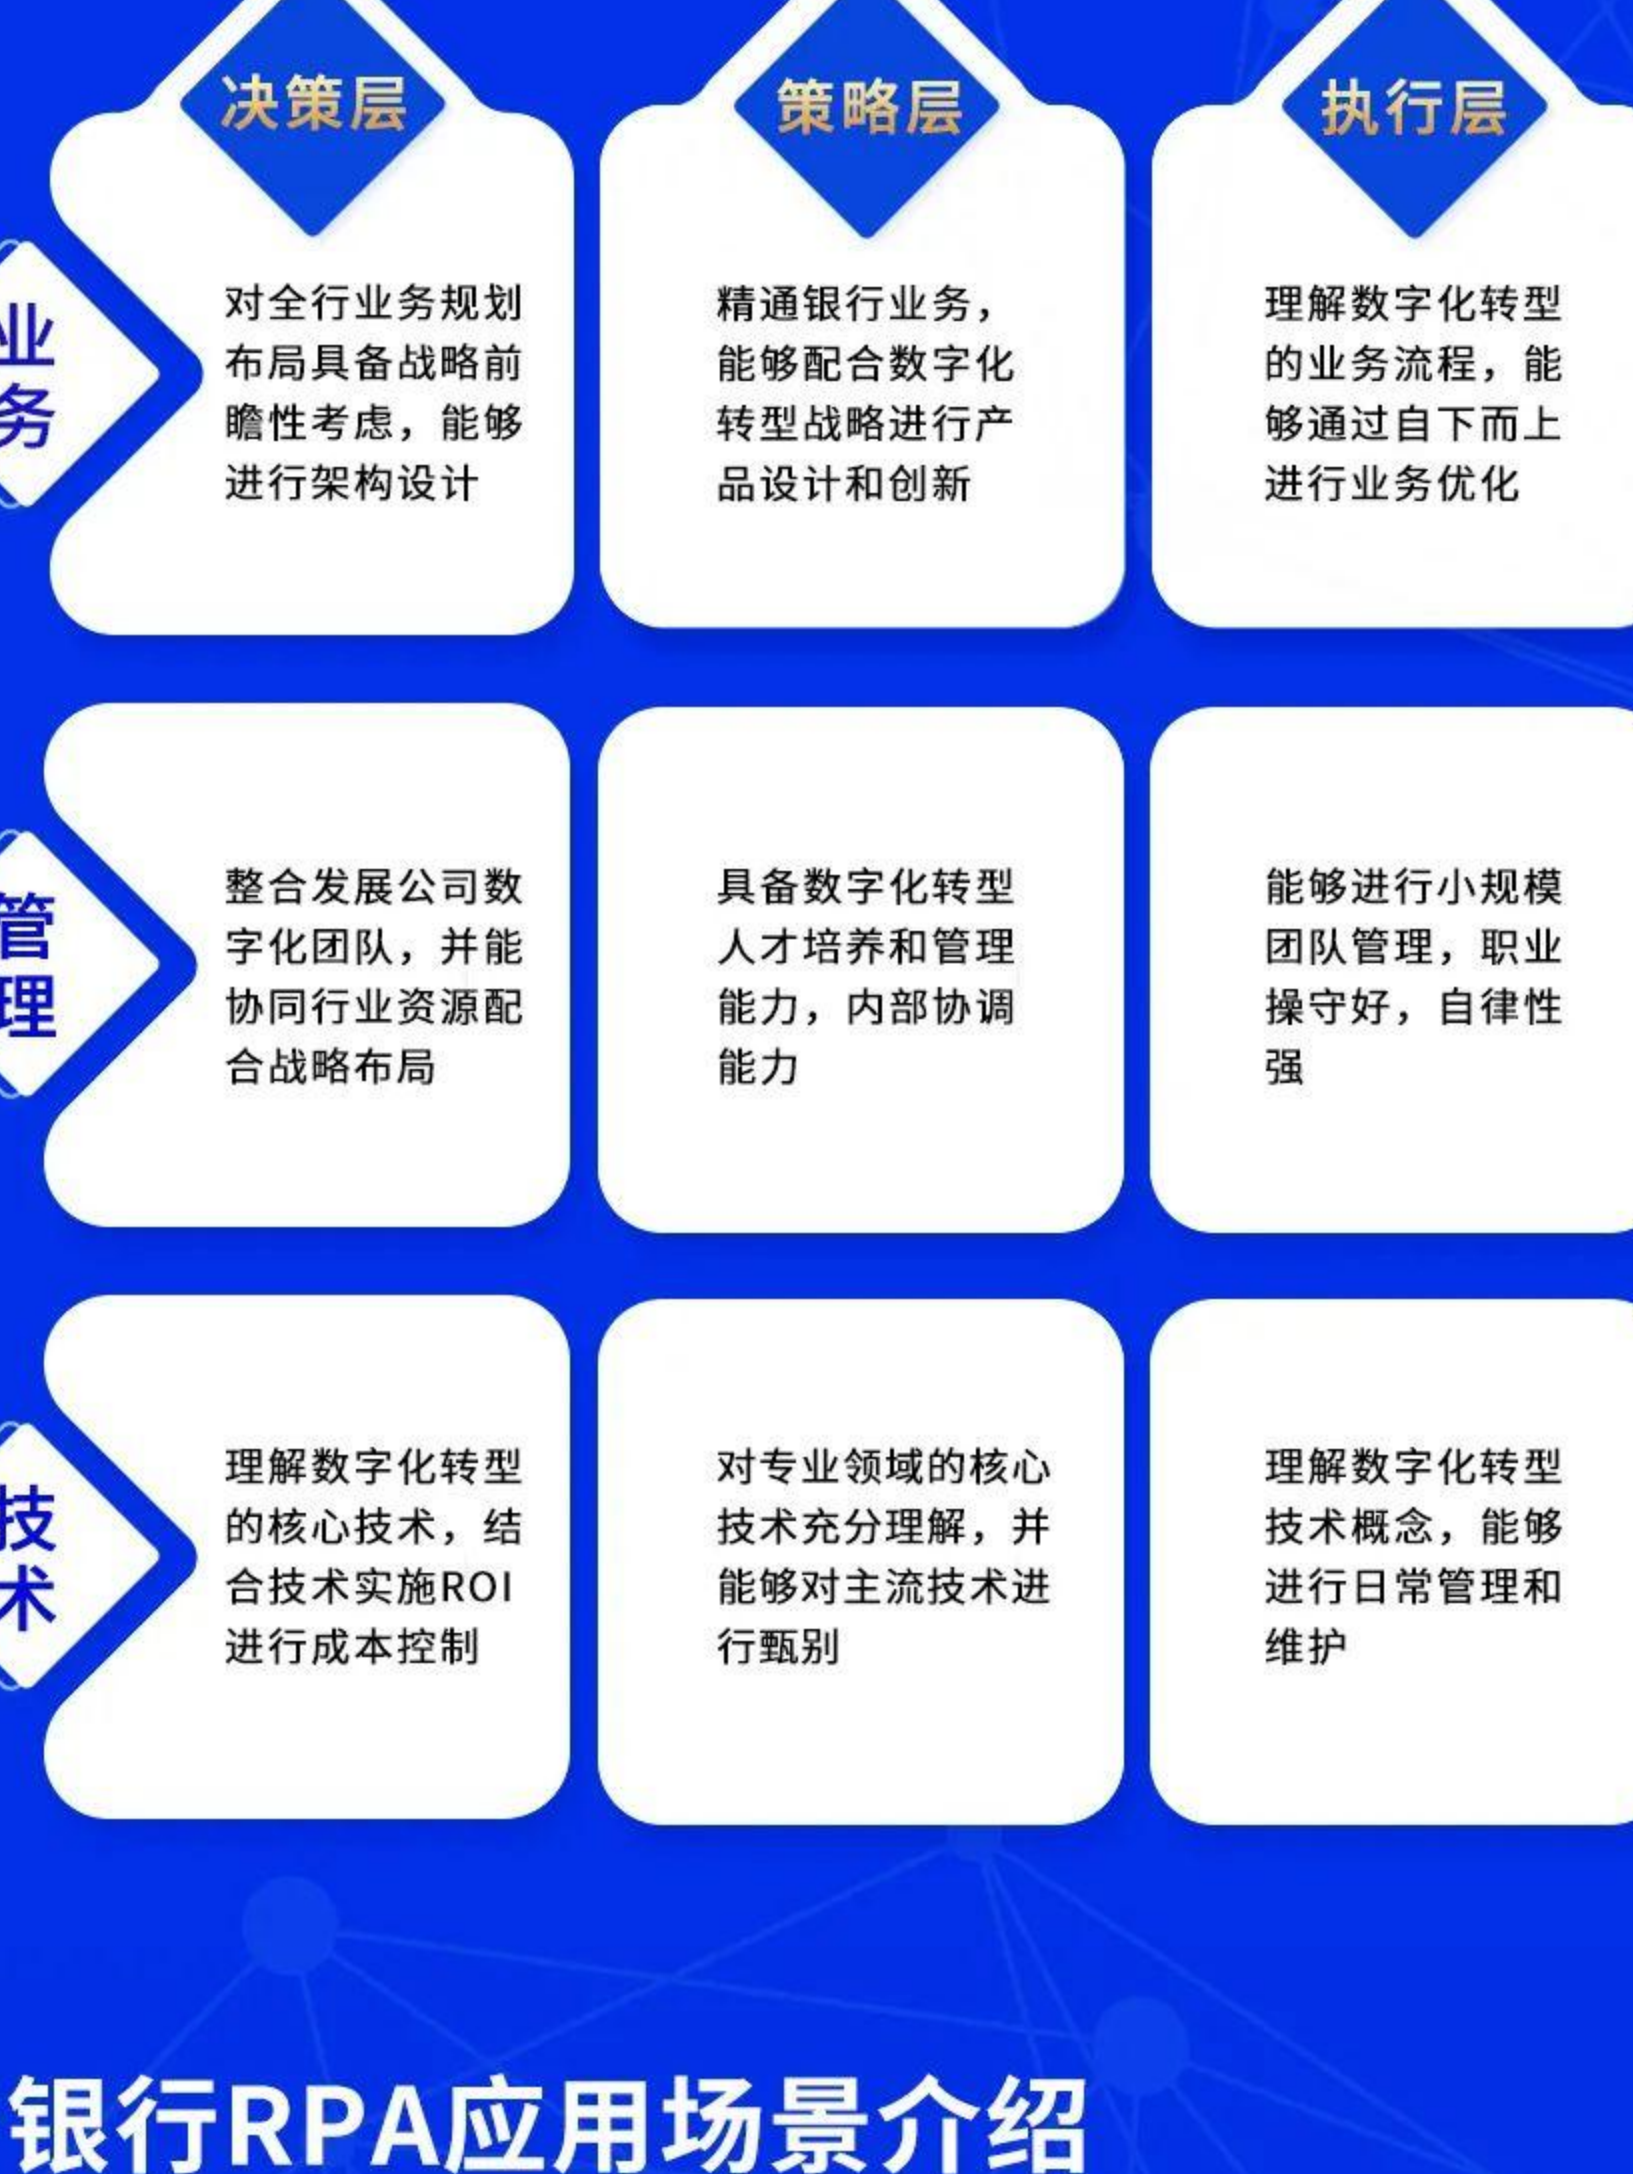 决策层
策略层
执行层
业
务
对全行业务规划
布局具备战略前
瞻性考虑，能够
进行架构设计
精通银行业务，
能够配合数字化
转型战略进行产
品设计和创新
理解数字化转型
的业务流程，能
够通过自下而上
进行业务优化
管
理
整合发展公司数
字化团队，并能
协同行业资源配
合战略布局
具备数字化转型
人才培养和管理
能力，内部协调
能力
能够进行小规模
团队管理，职业
操守好，自律性
强
技
术
理解数字化转型
的核心技术，结
合技术实施ROI
进行成本控制
对专业领域的核心
技术充分理解，并
能够对主流技术进
行甄别
理解数字化转型
技术概念，能够
进行日常管理和
维护
银行RPA应用场景介绍